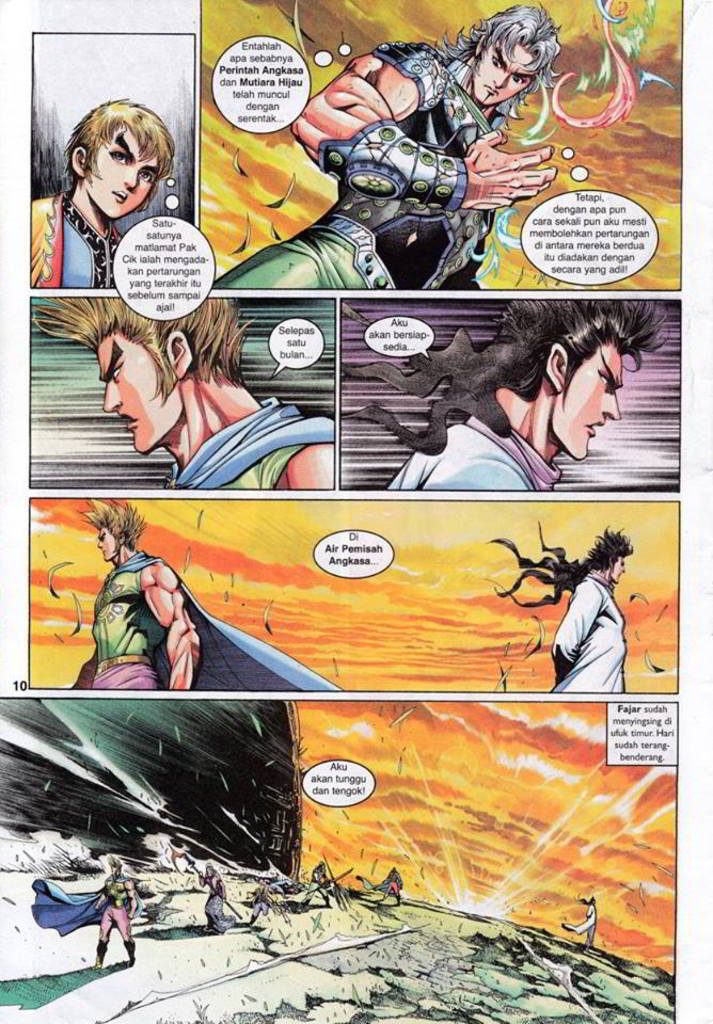 Satu-
satunya
matlamat Pak
Cik ialah mengada-
kan pertarungan
yang terakhir itu
sebelum sampai
ajal!
Entahlah
apa sebabnya
Perintah Angkasa
dan Mutiara Hijau
telah muncul
dengan
serentak...
Tetapi,
dengan apa pun
cara sekali pun aku mesti
membolehkan pertarungan
di antara mereka berdua
itu diadakan dengan
secara yang adil!
Selepas
satu
bulan...
Aku
akan bersiap-
sedia...
Di
Air Pemisah
Angkasa...
10
Fajar sudah
menyingsing di
ufuk timur. Hari
sudah terang-
benderang.
Aku
akan tunggu
dan tengok!